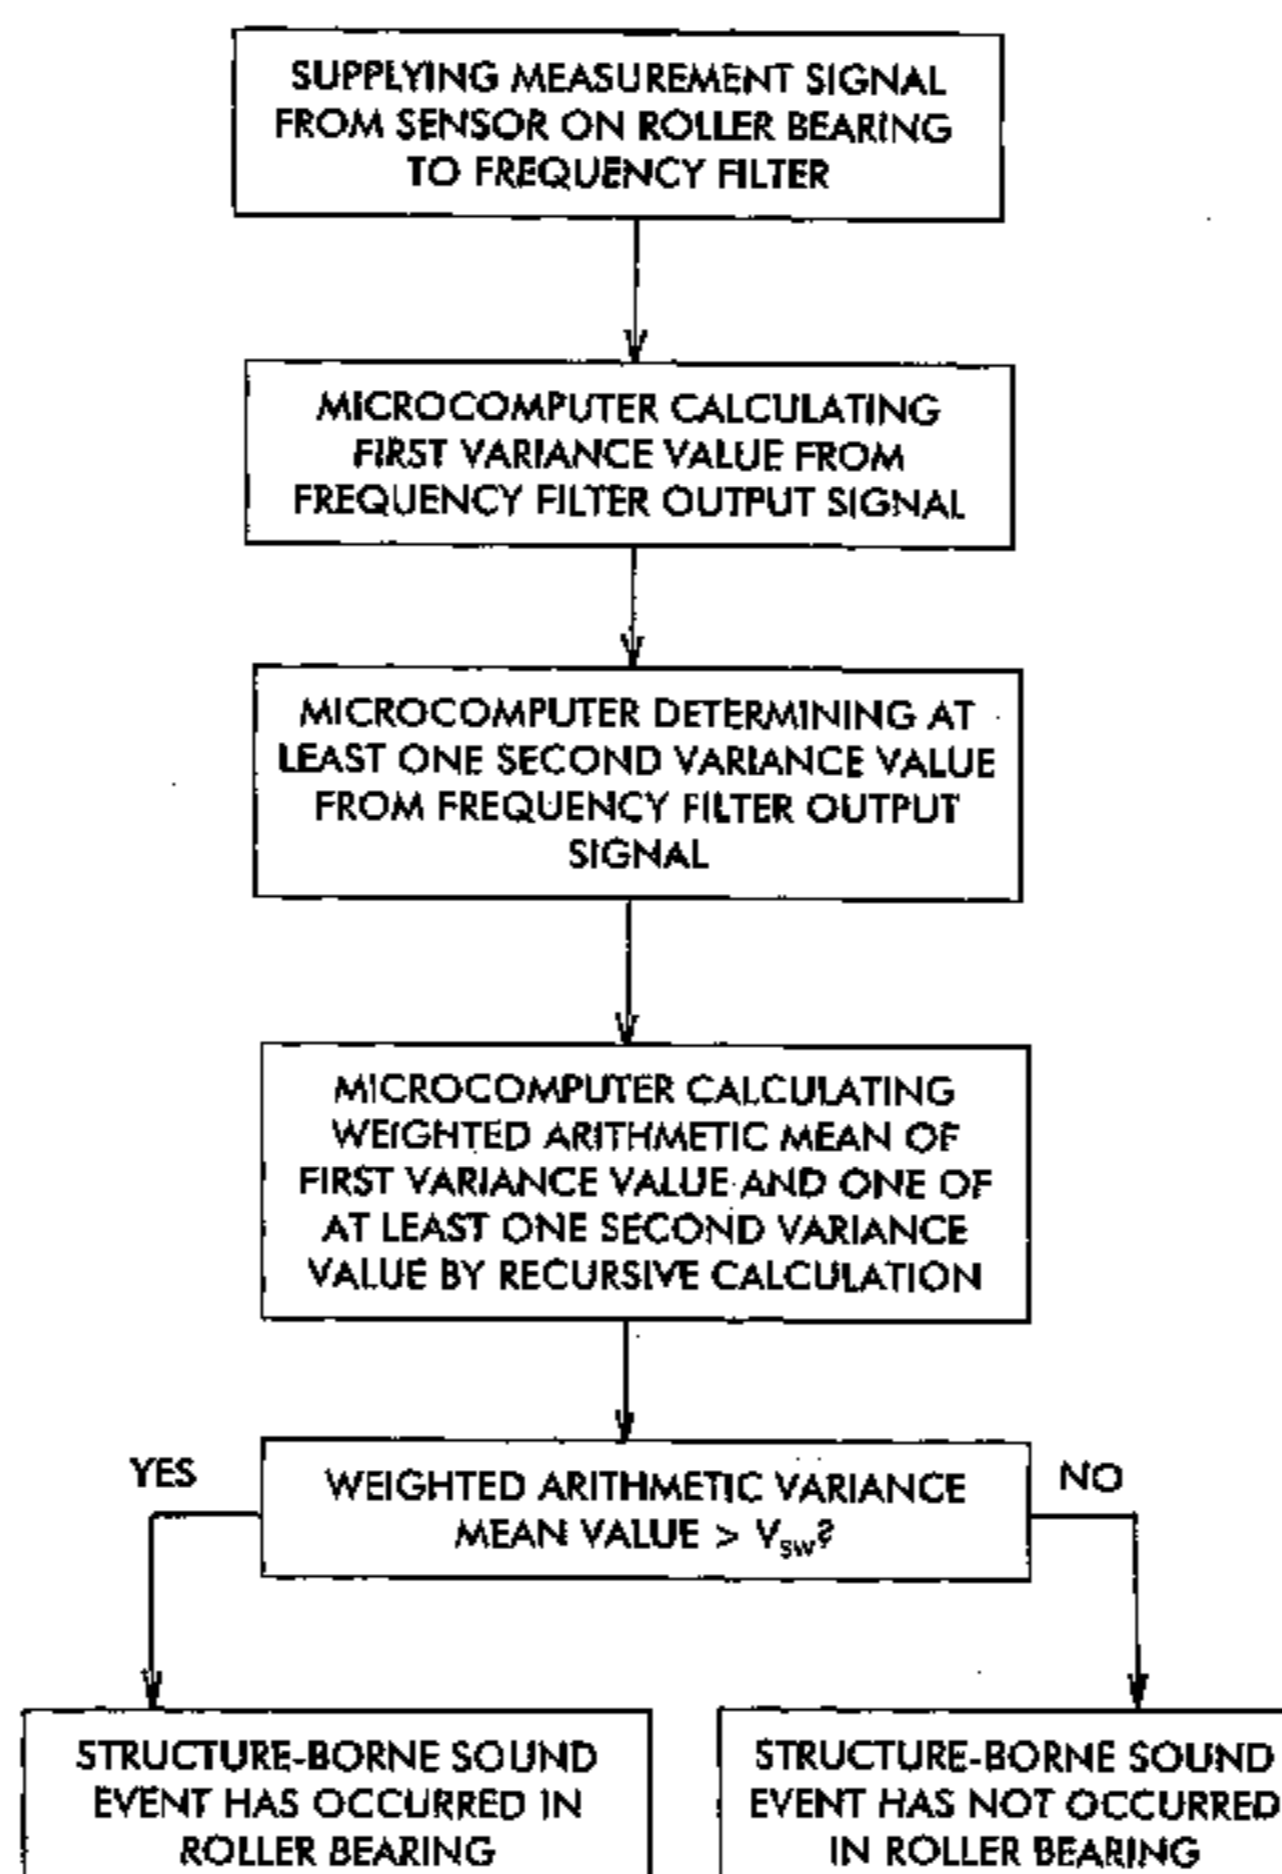 SUPPLYING MEASUREMENT SIGNAL
FROM SENSOR ON ROLLER BEARING
TO FREQUENCY FILTER
MICROCOMPUTER CALCULATING
FIRST VARIANCE VALUE FROM
FREQUENCY FILTER OUTPUT SIGNAL
MICROCOMPUTER DETERMINING AT
LEAST ONE SECOND VARIANCE VALUE
FROM FREQUENCY FILTER OUTPUT
SIGNAL
MICROCOMPUTER CALCULATING
WEIGHTED ARITHMETIC MEAN OF
FIRST VARIANCE VALUE AND ONE OF
AT LEAST ONE SECOND VARIANCE
VALUE BY RECURSIVE CALCULATION
YES
WEIGHTED ARITHMETIC VARIANCE
MEAN VALUE > V_SW?
NO
STRUCTURE-BORNE SOUND
EVENT HAS OCCURRED IN
ROLLER BEARING
STRUCTURE-BORNE SOUND
EVENT HAS NOT OCCURRED
IN ROLLER BEARING